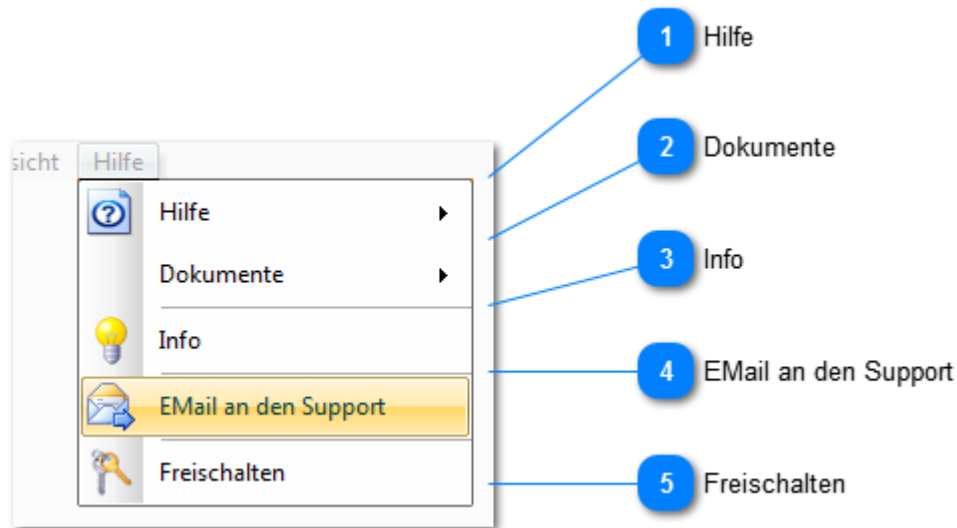 1 Hilfe
2 Dokumente
3 Info
4 EMail an den Support
5 Freischalten
sicht Hilfe
Hilfe
Dokumente
Info
EMail an den Support
Freischalten